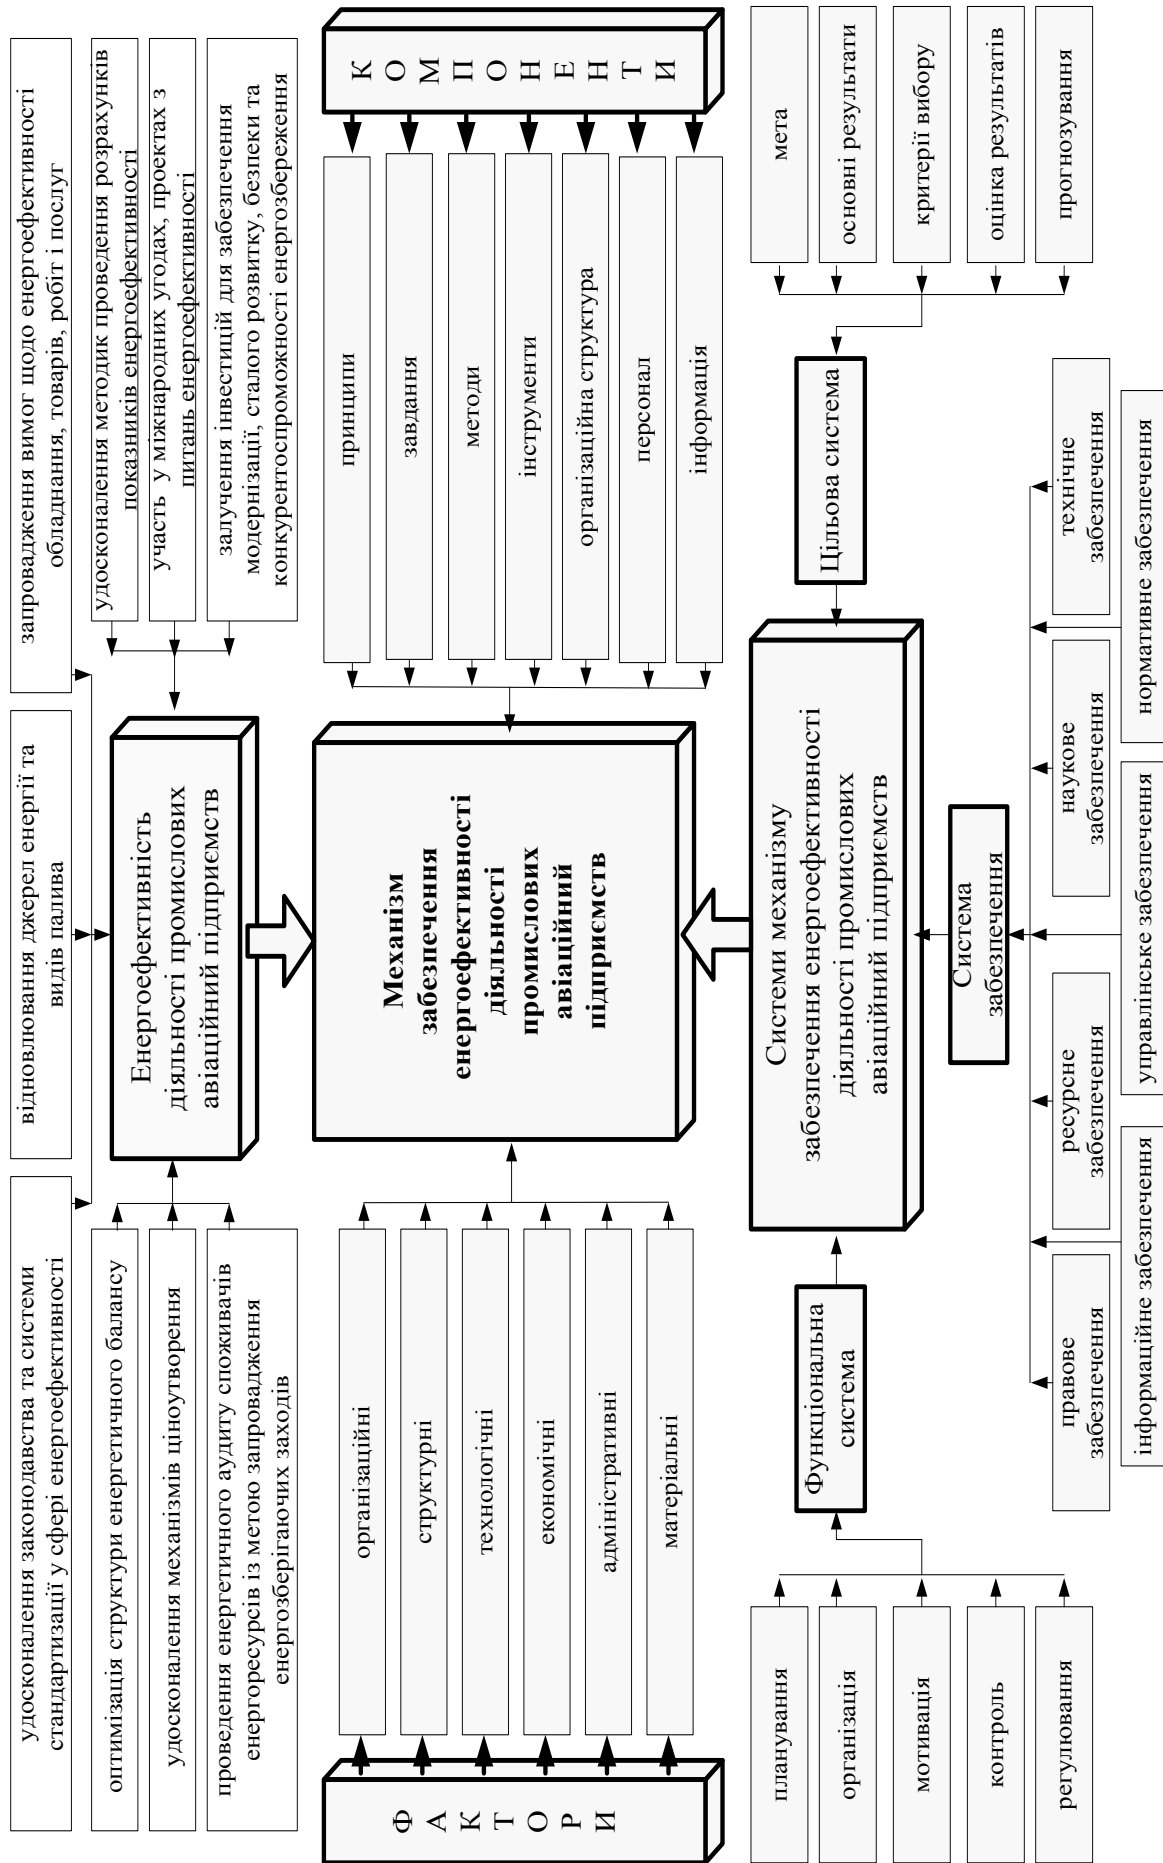 удосконалення законодавства та системи
стандартизації у сфері енергоефективності
відновлювання джерел енергії та
видів палива
запровадження вимог щодо енергоефективності
обладнання, товарів, робіт і послуг
оптимізація структури енергетичного балансу
удосконалення механізмів ціноутворення
проведення енергетичного аудиту споживачів
енергоресурсів із метою запровадження
енергозберігаючих заходів
Енергоефективність
діяльності промислових
авіаційний підприємств
удосконалення методик проведення розрахунків
показників енергоефективності
участь у міжнародних угодах, проектах з
питань енергоефективності
залучення інвестицій для забезпечення
модернізації, сталого розвитку, безпеки та
конкурентоспроможності енергозбереження
ФАКТОРИ
організаційні
структурні
технологічні
економічні
адміністративні
матеріальні
Механізм
забезпечення
енергоефективності
діяльності
промислових
авіаційний
підприємств
принципи
завдання
методи
інструменти
організаційна структура
персонал
інформація
КОМПОНЕНТИ
планування
організація
мотивація
контроль
регулювання
Функціональна
система
Системи механізму
забезпечення енергоефективності
діяльності промислових
авіаційний підприємств
Цільова система
мета
основні результати
критерії вибору
оцінка результатів
прогнозування
Система
забезпечення
правове
забезпечення
ресурсне
забезпечення
наукове
забезпечення
технічне
забезпечення
інформаційне забезпечення
управлінське забезпечення
нормативне забезпечення